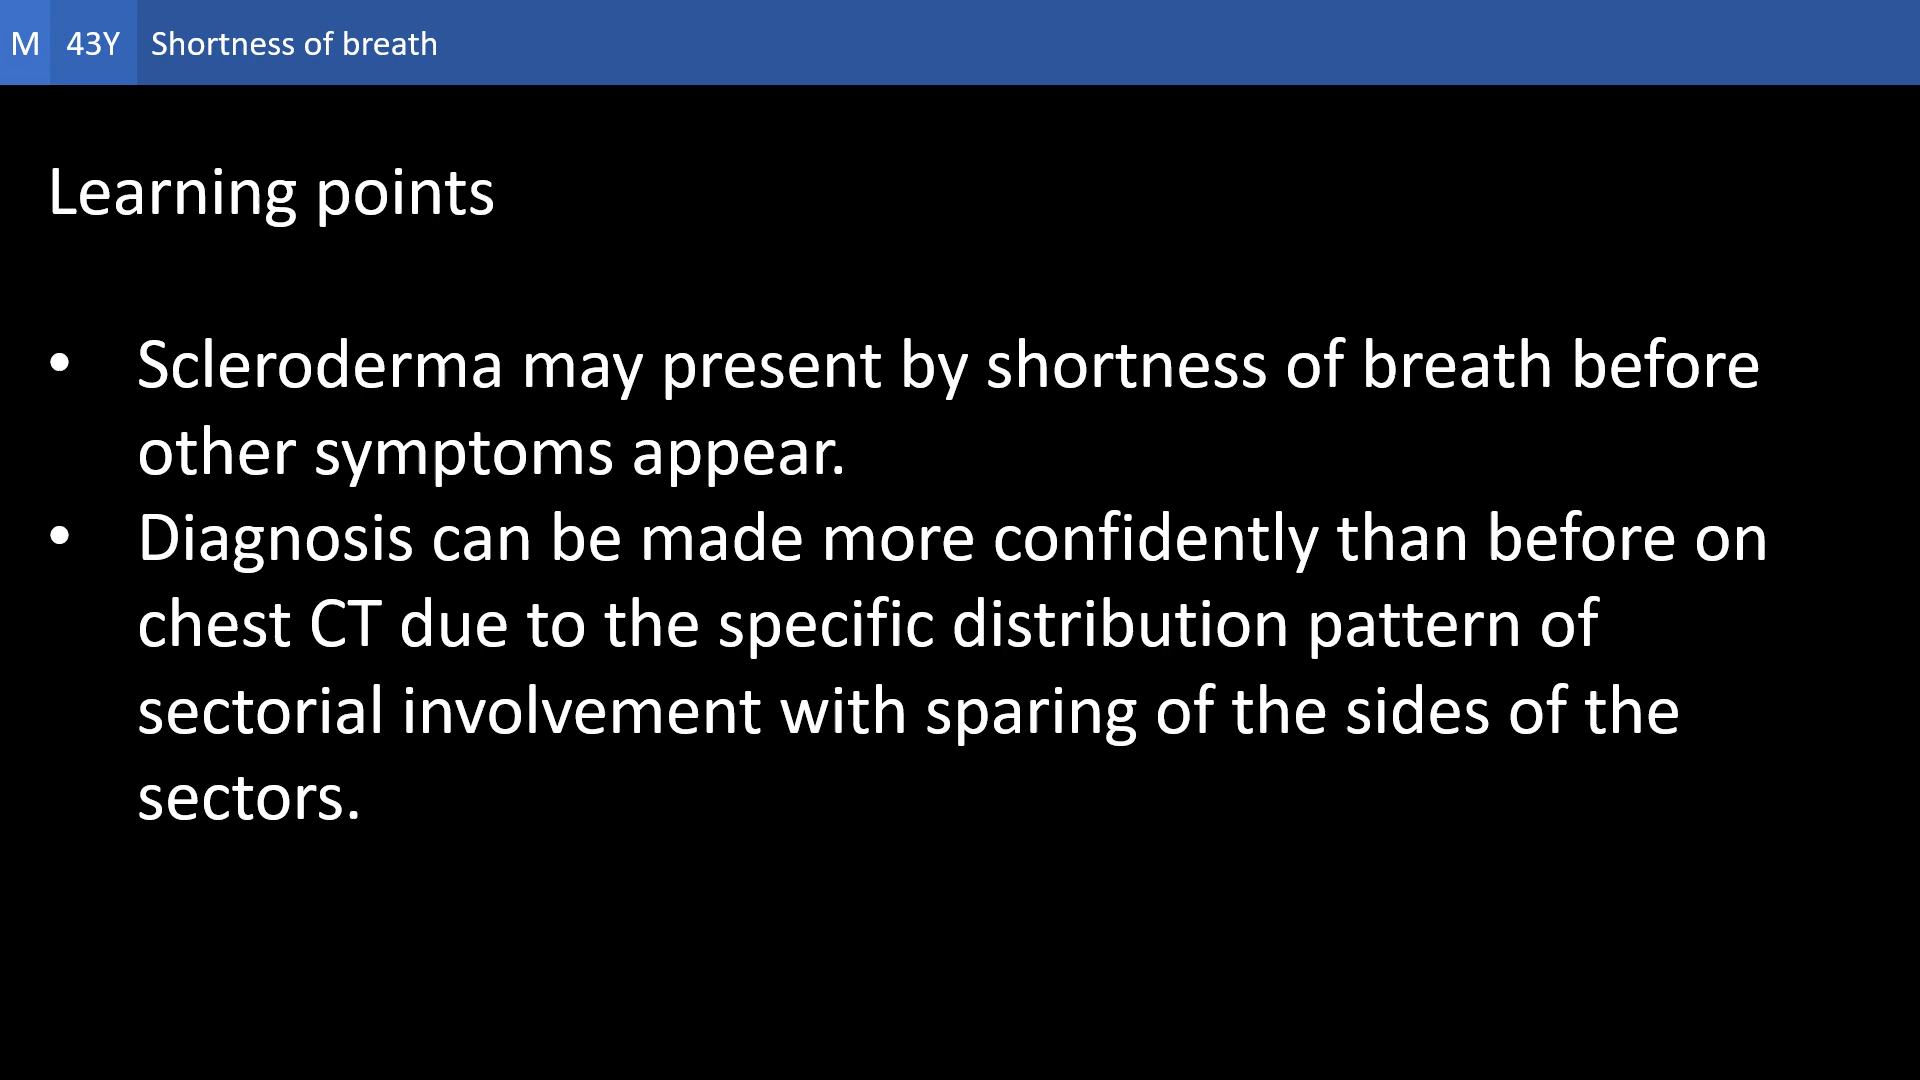 M 43Y Shortness of breath
Learning points
• Scleroderma may present by shortness of breath before
other symptoms appear.
• Diagnosis can be made more confidently than before on
chest CT due to the specific distribution pattern of
sectorial involvement with sparing of the sides of the
sectors.